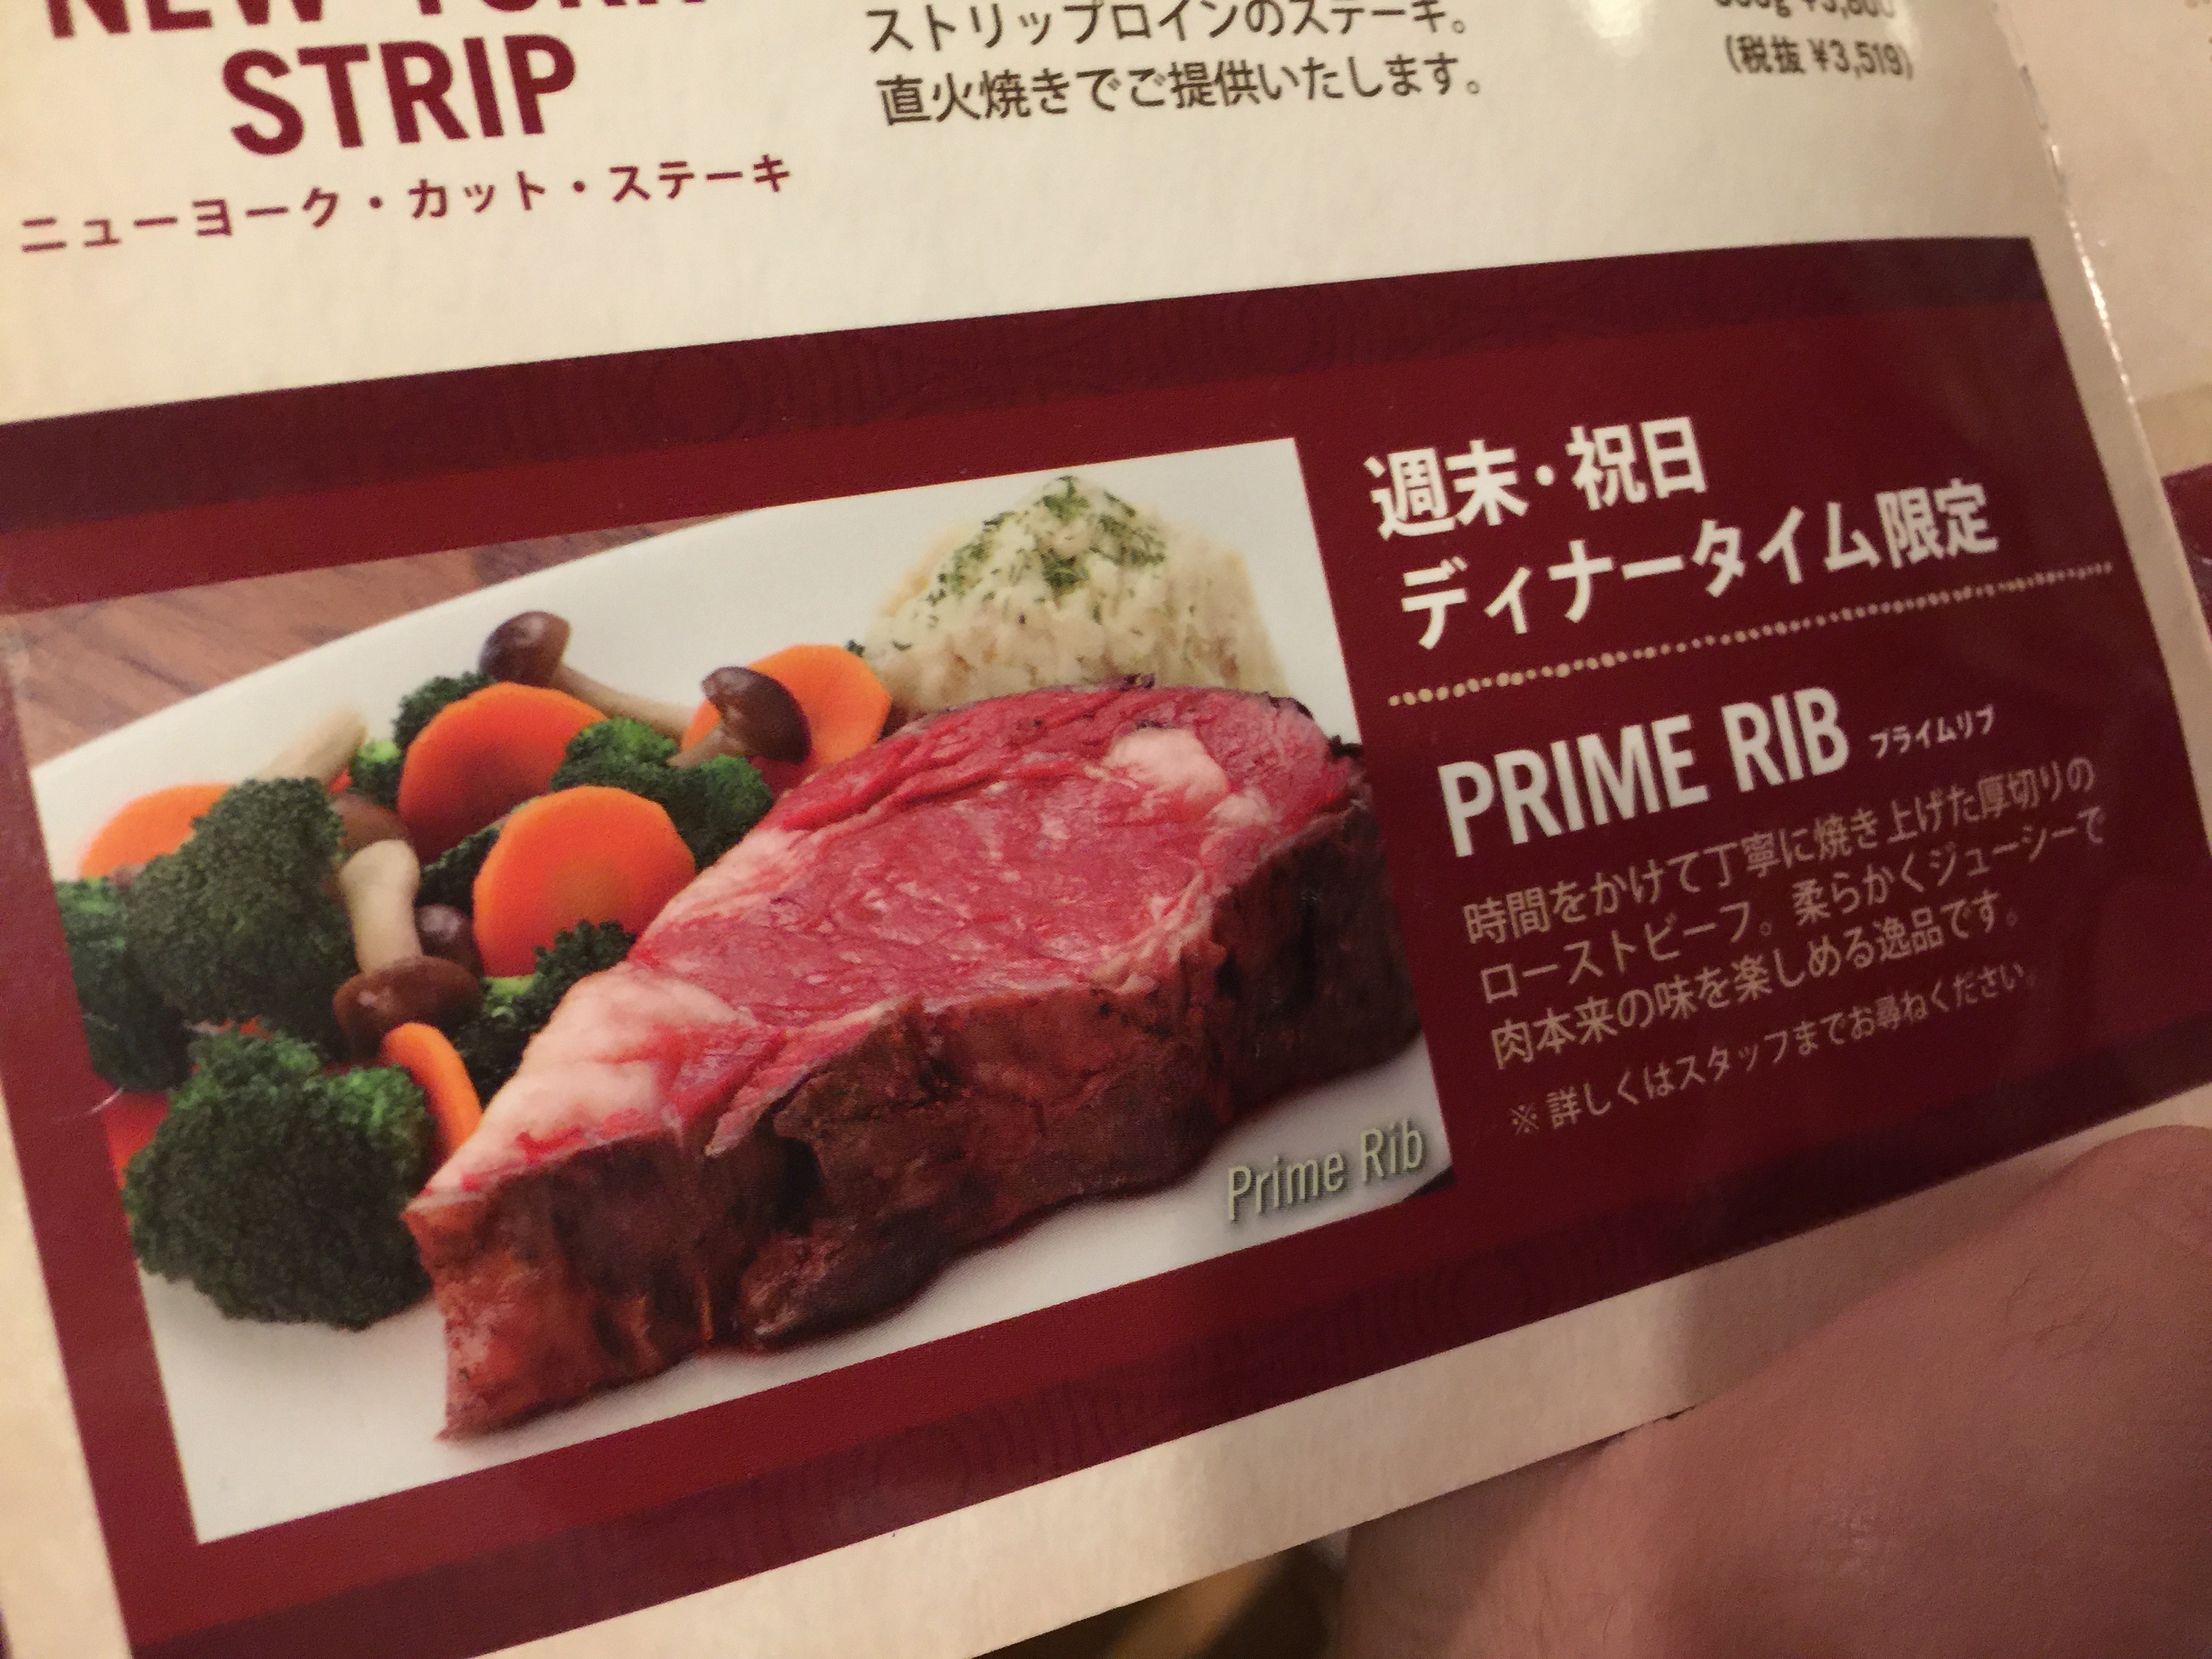 NEW YORK
STRIP
ニューヨーク・カット・ステーキ
ストリップロインのステーキ。
直火焼きでご提供いたします。
(税抜 ¥3,519)
週末・祝日
ディナータイム限定
PRIME RIB プライムリブ
時間をかけて丁寧に焼き上げた厚切りの
ローストビーフ。柔らかくジューシーで
肉本来の味を楽しめる逸品です。
※ 詳しくはスタッフまでお尋ねください。
Prime Rib